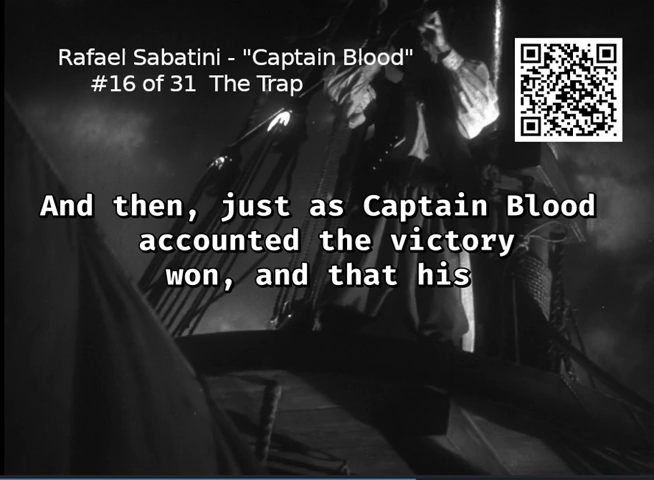 Rafael Sabatini - "Captain Blood"
#16 of 31  The Trap
And then, just as Captain Blood
accounted the victory
won, and that his